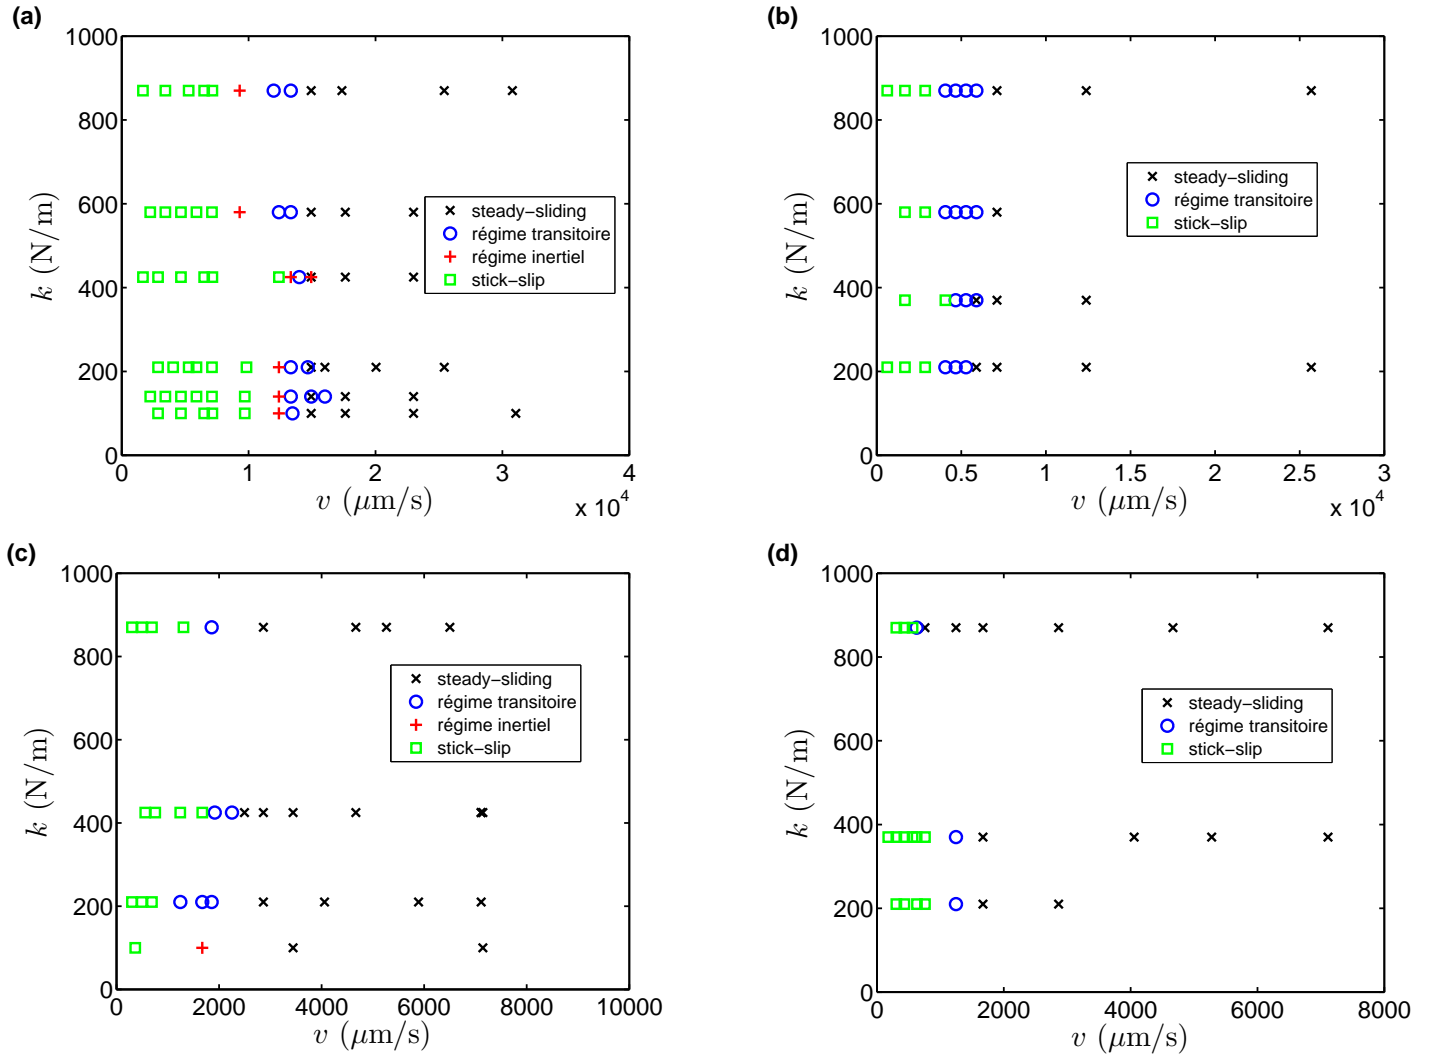 (a)
1000
800
600
400
200
0
k (N/m)
steady−sliding
régime transitoire
régime inertiel
stick−slip
0 1 2 3 4
v (μm/s)
x 10^4
(b)
1000
800
600
400
200
0
k (N/m)
steady−sliding
régime transitoire
stick−slip
0 0.5 1 1.5 2 2.5 3
v (μm/s)
x 10^4
(c)
1000
800
600
400
200
0
k (N/m)
steady−sliding
régime transitoire
régime inertiel
stick−slip
0 2000 4000 6000 8000 10000
v (μm/s)
(d)
1000
800
600
400
200
0
k (N/m)
steady−sliding
régime transitoire
stick−slip
0 2000 4000 6000 8000
v (μm/s)